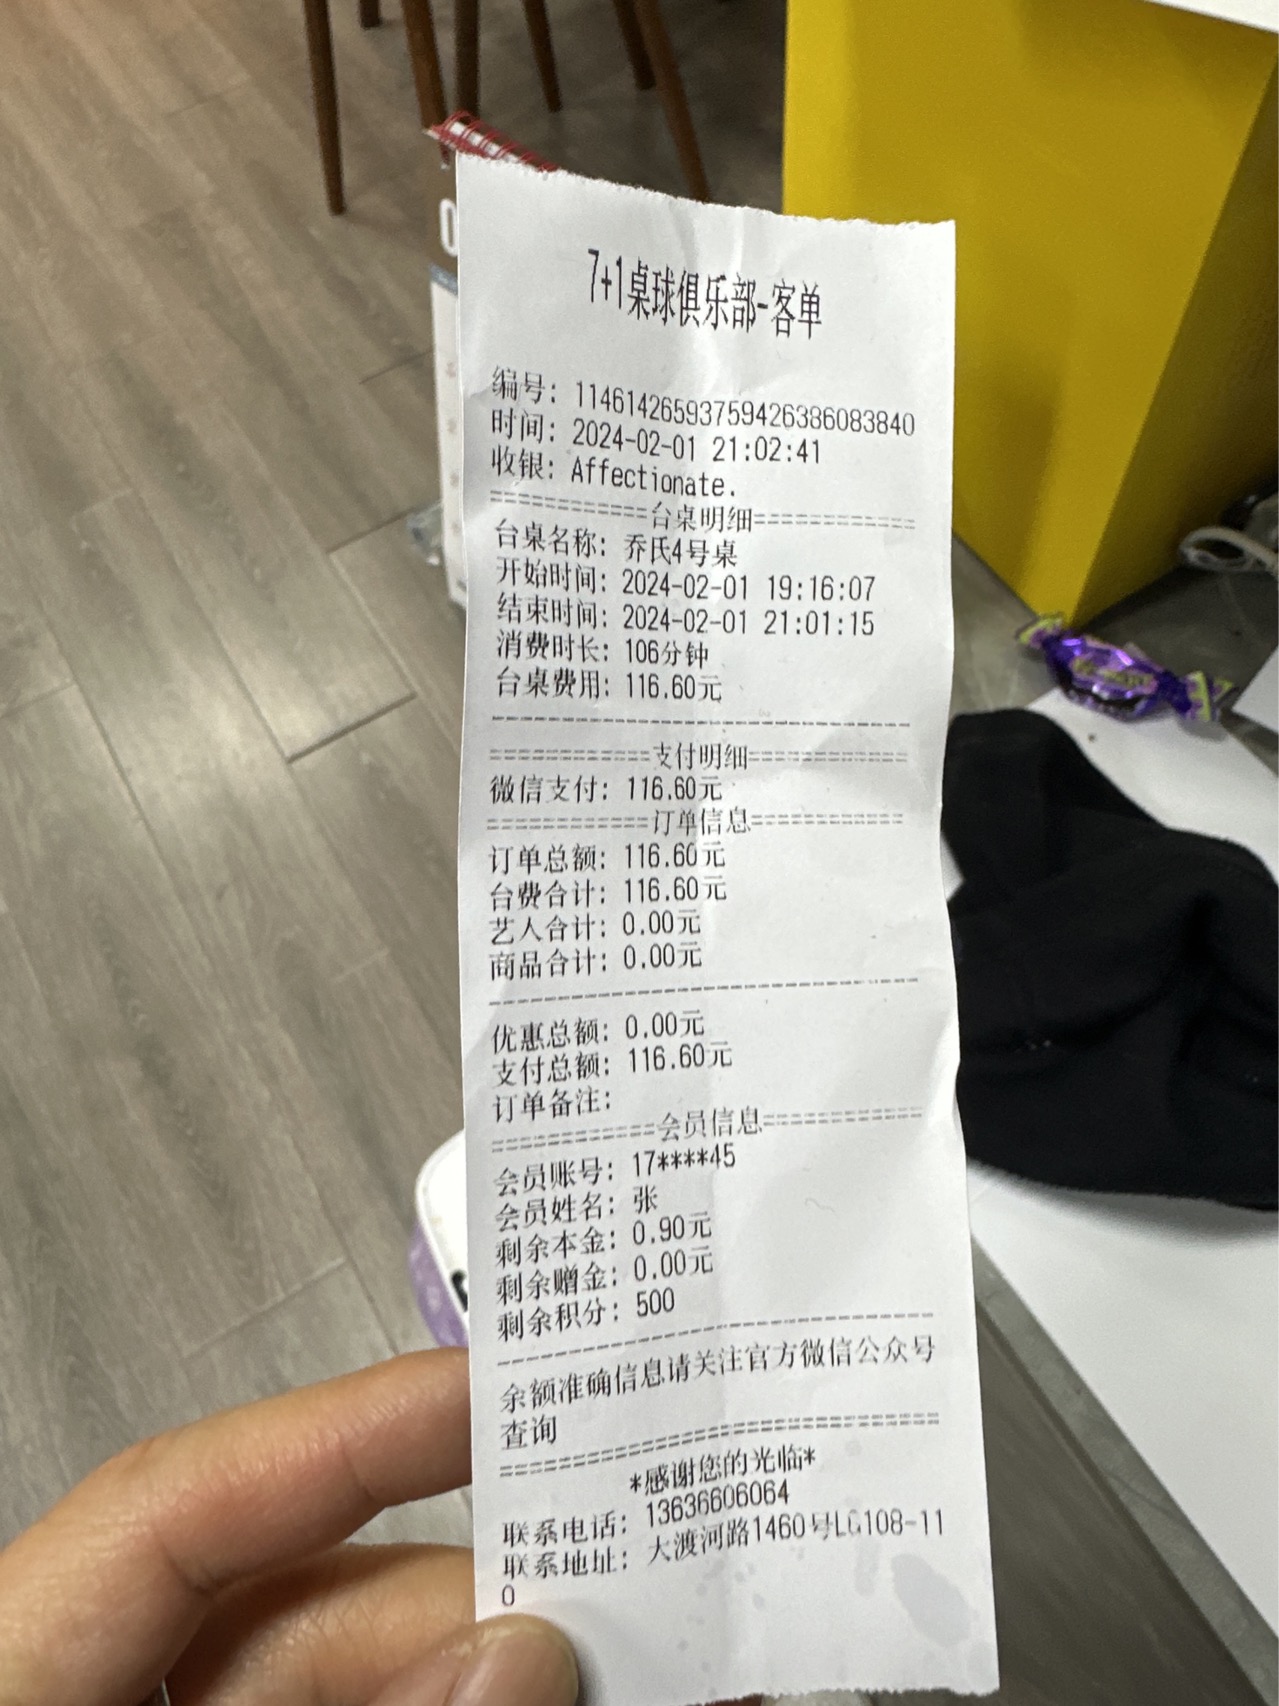 7+1桌球俱乐部-客单
编号: 1146142659375942638608​3840
时间: 2024-02-01 21:02:41
收银: Affectionate.
==========台桌明细==========
台桌名称: 乔氏4号桌
开始时间: 2024-02-01 19:16:07
结束时间: 2024-02-01 21:01:15
消费时长: 106分钟
台桌费用: 116.60元
==========支付明细==========
微信支付: 116.60元
==========订单信息==========
订单总额: 116.60元
台费合计: 116.60元
艺人合计: 0.00元
商品合计: 0.00元
优惠总额: 0.00元
支付总额: 116.60元
订单备注:
==========会员信息==========
会员账号: 17****45
会员姓名: 张
剩余本金: 0.90元
剩余赠金: 0.00元
剩余积分: 500
余额准确信息请关注官方微信公众号
查询
*感谢您的光临*
联系电话: 13636606064
联系地址: 大渡河路1460号LG108-11
0